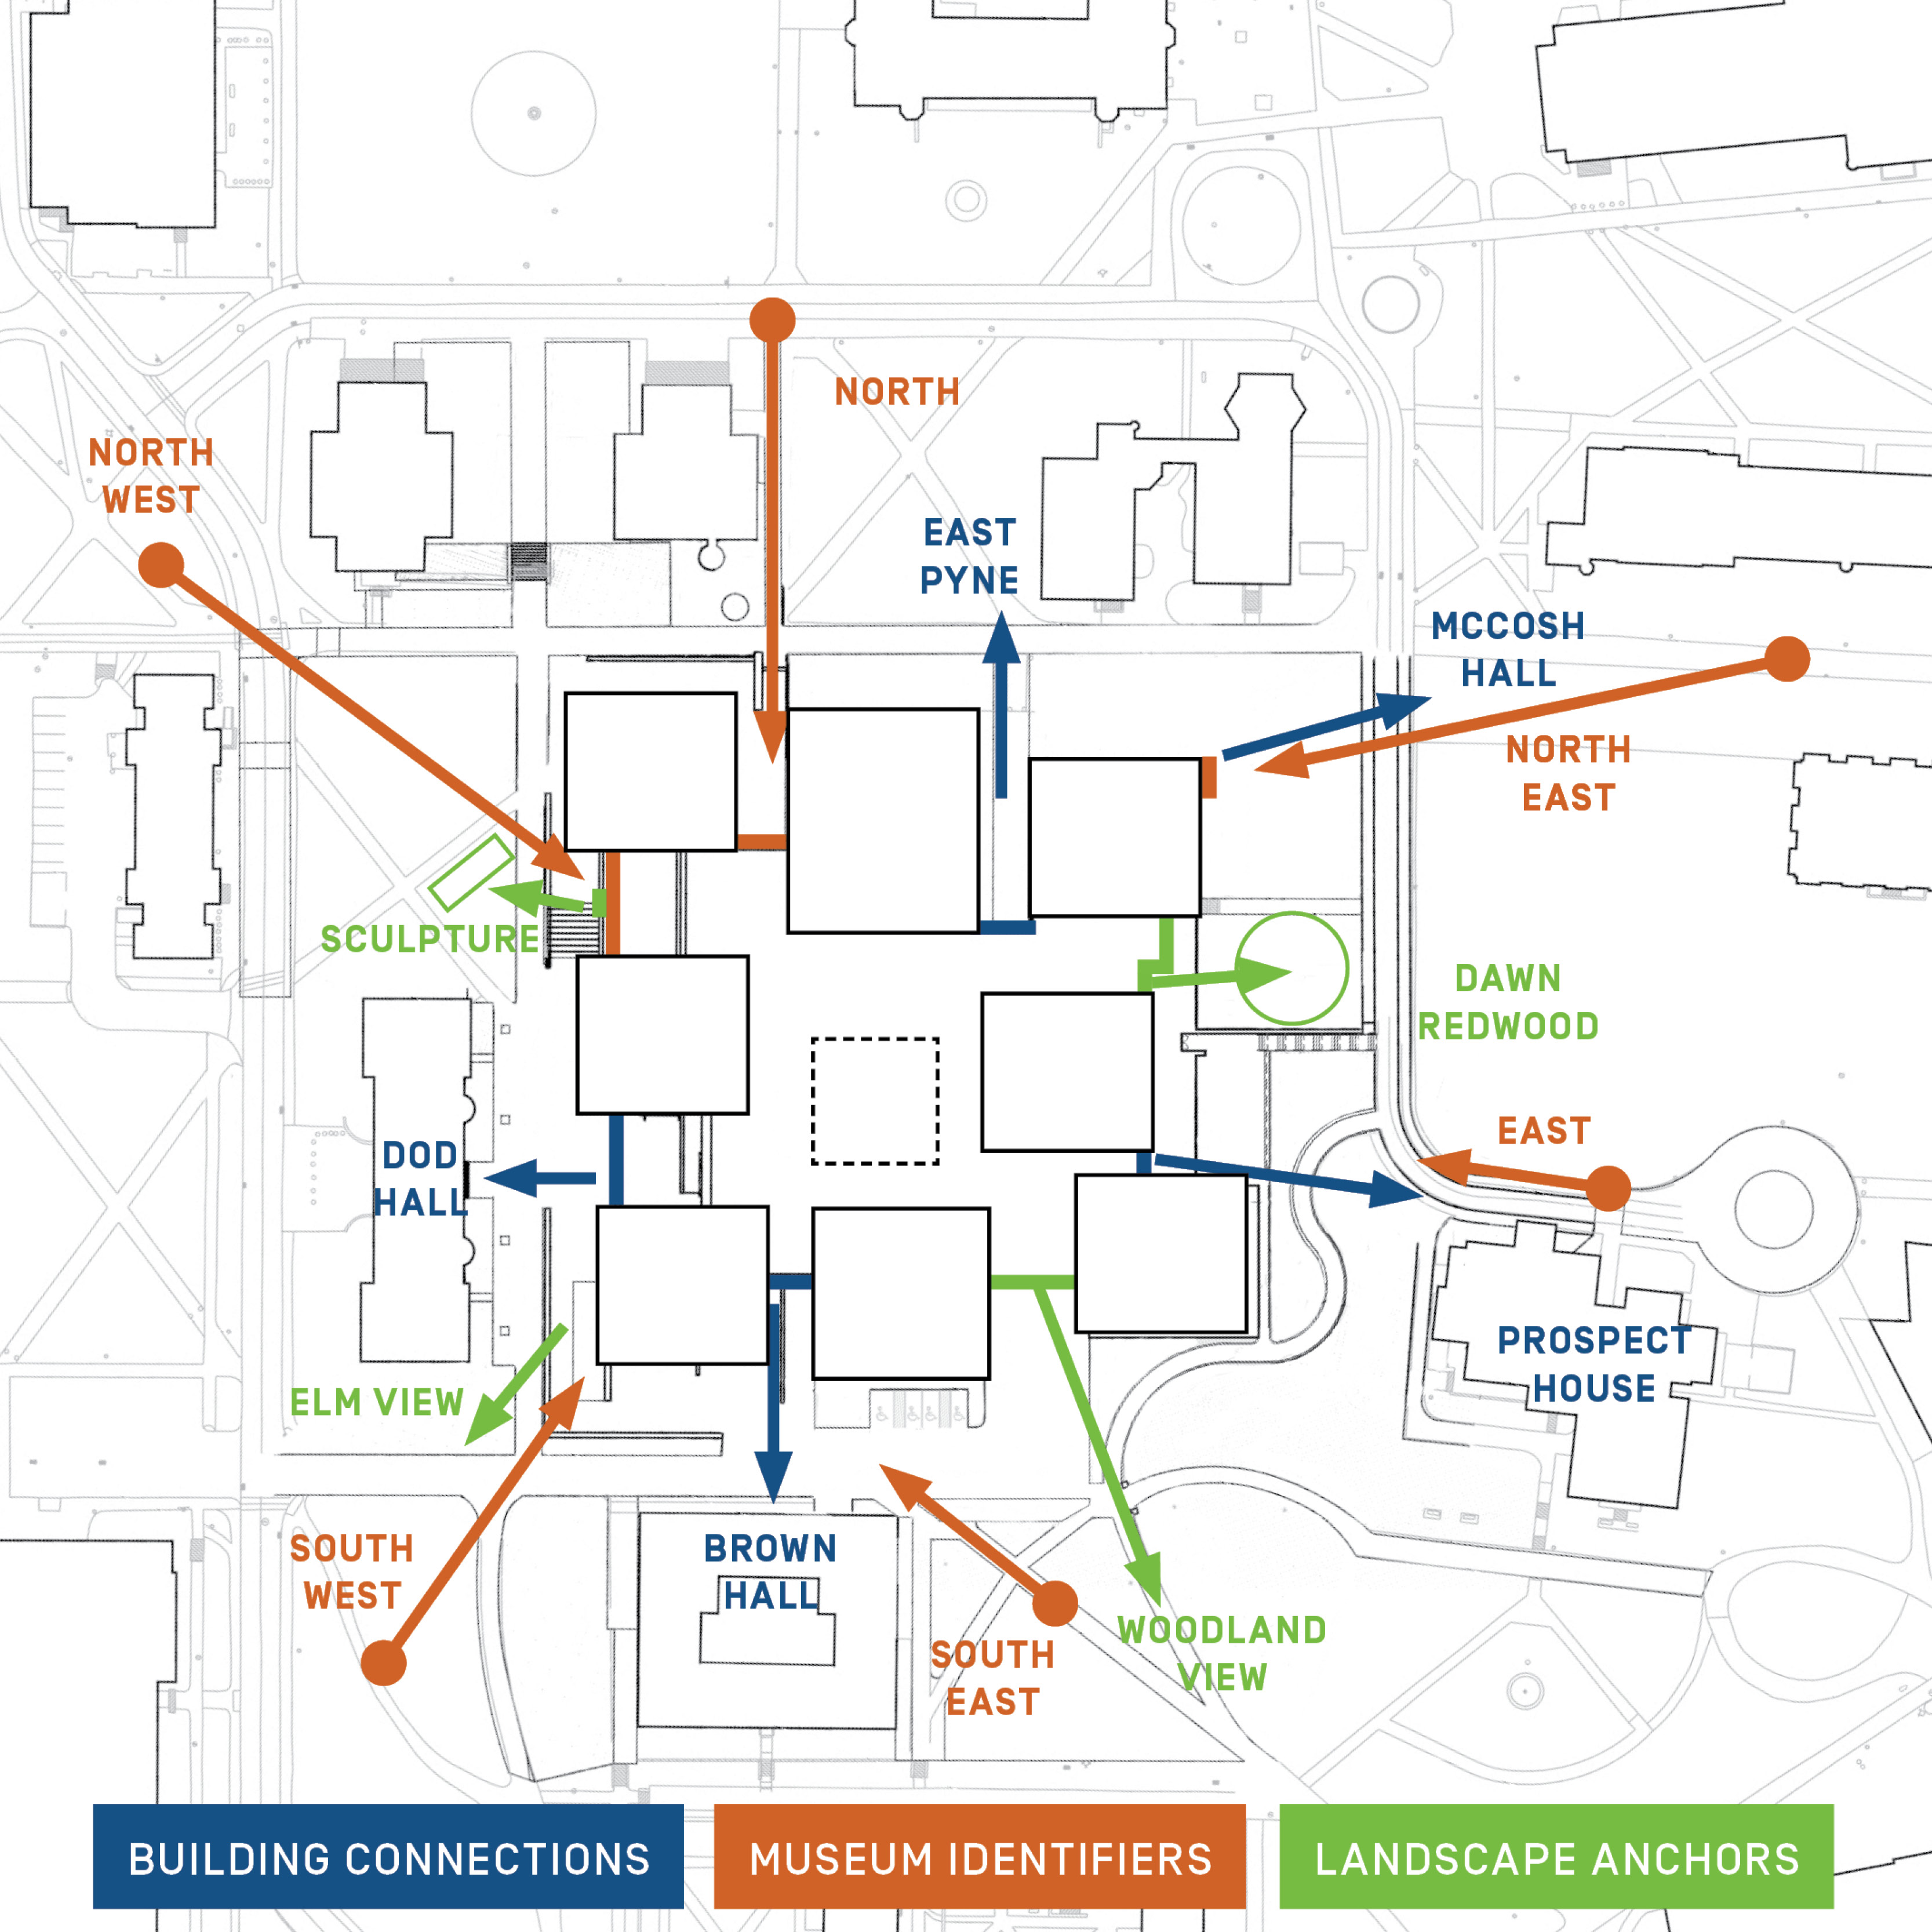 NORTH
NORTH
WEST
EAST
PYNE
MCCOSH
HALL
NORTH
EAST
SCULPTURE
DAWN
REDWOOD
EAST
DOD
HALL
PROSPECT
HOUSE
ELM VIEW
SOUTH
WEST
BROWN
HALL
WOODLAND
VIEW
SOUTH
EAST
BUILDING CONNECTIONS
MUSEUM IDENTIFIERS
LANDSCAPE ANCHORS